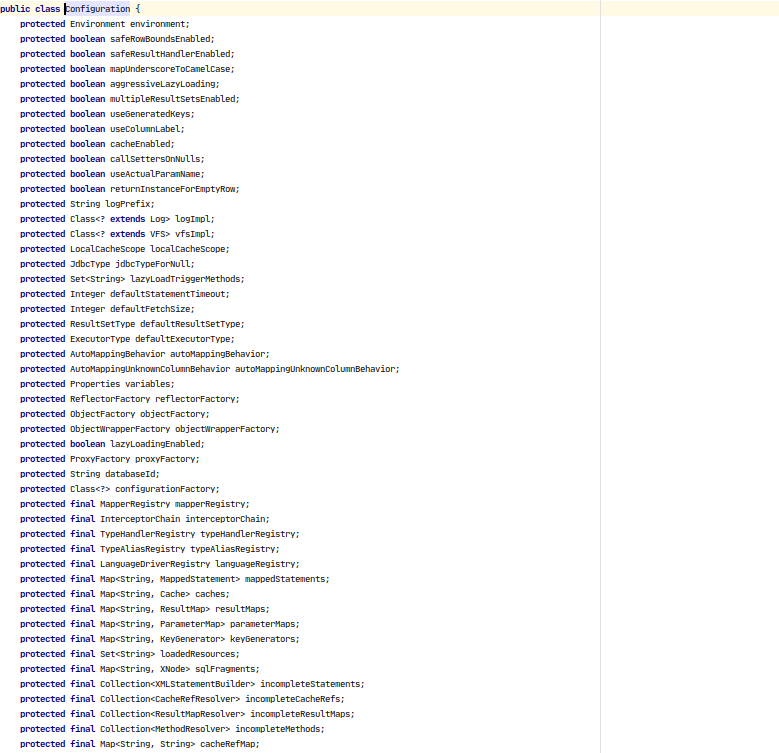 public class Configuration {
    protected Environment environment;
    protected boolean safeRowBoundsEnabled;
    protected boolean safeResultHandlerEnabled;
    protected boolean mapUnderscoreToCamelCase;
    protected boolean aggressiveLazyLoading;
    protected boolean multipleResultSetsEnabled;
    protected boolean useGeneratedKeys;
    protected boolean useColumnLabel;
    protected boolean cacheEnabled;
    protected boolean callSettersOnNulls;
    protected boolean useActualParamName;
    protected boolean returnInstanceForEmptyRow;
    protected String logPrefix;
    protected Class<? extends Log> logImpl;
    protected Class<? extends VFS> vfsImpl;
    protected LocalCacheScope localCacheScope;
    protected JdbcType jdbcTypeForNull;
    protected Set<String> lazyLoadTriggerMethods;
    protected Integer defaultStatementTimeout;
    protected Integer defaultFetchSize;
    protected ResultSetType defaultResultSetType;
    protected ExecutorType defaultExecutorType;
    protected AutoMappingBehavior autoMappingBehavior;
    protected AutoMappingUnknownColumnBehavior autoMappingUnknownColumnBehavior;
    protected Properties variables;
    protected ReflectorFactory reflectorFactory;
    protected ObjectFactory objectFactory;
    protected ObjectWrapperFactory objectWrapperFactory;
    protected boolean lazyLoadingEnabled;
    protected ProxyFactory proxyFactory;
    protected String databaseId;
    protected Class<?> configurationFactory;
    protected final MapperRegistry mapperRegistry;
    protected final InterceptorChain interceptorChain;
    protected final TypeHandlerRegistry typeHandlerRegistry;
    protected final TypeAliasRegistry typeAliasRegistry;
    protected final LanguageDriverRegistry languageRegistry;
    protected final Map<String, MappedStatement> mappedStatements;
    protected final Map<String, Cache> caches;
    protected final Map<String, ResultMap> resultMaps;
    protected final Map<String, ParameterMap> parameterMaps;
    protected final Map<String, KeyGenerator> keyGenerators;
    protected final Set<String> loadedResources;
    protected final Map<String, XNode> sqlFragments;
    protected final Collection<XMLStatementBuilder> incompleteStatements;
    protected final Collection<CacheRefResolver> incompleteCacheRefs;
    protected final Collection<ResultMapResolver> incompleteResultMaps;
    protected final Collection<MethodResolver> incompleteMethods;
    protected final Map<String, String> cacheRefMap;